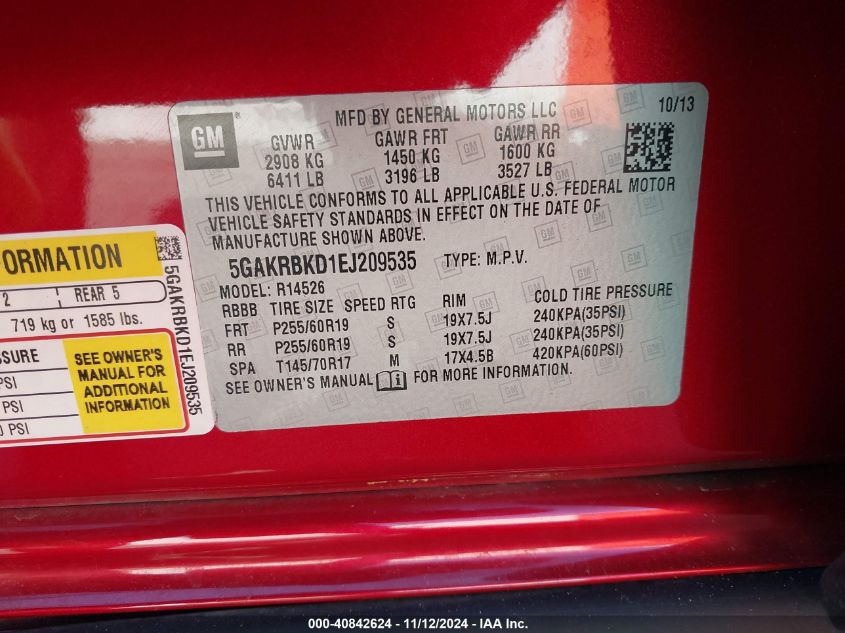 MFD BY GENERAL MOTORS LLC 10/13
GM
GVWR GAWR FRT GAWR RR
2908 KG 1450 KG 1600 KG
6411 LB 3196 LB 3527 LB
THIS VEHICLE CONFORMS TO ALL APPLICABLE U.S. FEDERAL MOTOR
VEHICLE SAFETY STANDARDS IN EFFECT ON THE DATE OF
MANUFACTURE SHOWN ABOVE.
5GAKRBKD1EJ209535 TYPE: M.P.V.
MODEL: R14526
RBBB TIRE SIZE SPEED RTG RIM COLD TIRE PRESSURE
FRT P255/60R19 S 19X7.5J 240KPA(35PSI)
RR P255/60R19 S 19X7.5J 240KPA(35PSI)
SPA T145/70R17 M 17X4.5B 420KPA(60PSI)
SEE OWNER'S MANUAL FOR MORE INFORMATION.
ORMATION
2 REAR 5
719 kg or 1585 lbs.
SSURE
PSI
PSI
0 PSI
SEE OWNER'S
MANUAL FOR
ADDITIONAL
INFORMATION
5GAKRBKD1EJ209535
000-40842624 - 11/12/2024 - IAAI Inc.